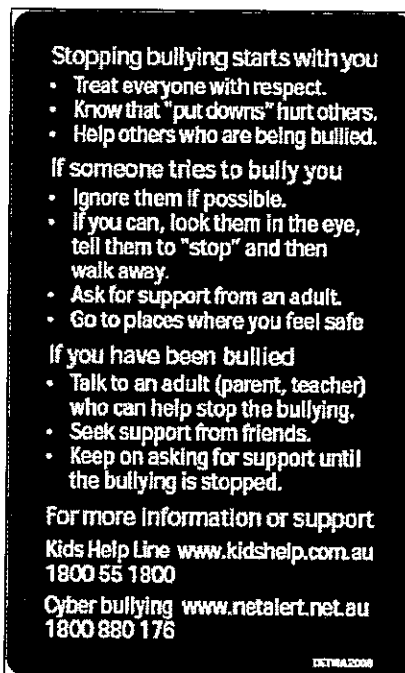 Stopping bullying starts with you
• Treat everyone with respect.
• Know that "put downs" hurt others.
• Help others who are being bullied.
If someone tries to bully you
• Ignore them if possible.
• If you can, look them in the eye,
tell them to "stop" and then
walk away.
• Ask for support from an adult.
• Go to places where you feel safe
If you have been bullied
• Talk to an adult (parent, teacher)
who can help stop the bullying.
• Seek support from friends.
• Keep on asking for support until
the bullying is stopped.
For more information or support
Kids Help Line www.kidshelp.com.au
1800 55 1800
Cyber bullying www.netalert.net.au
1800 880 176
DETWA2008